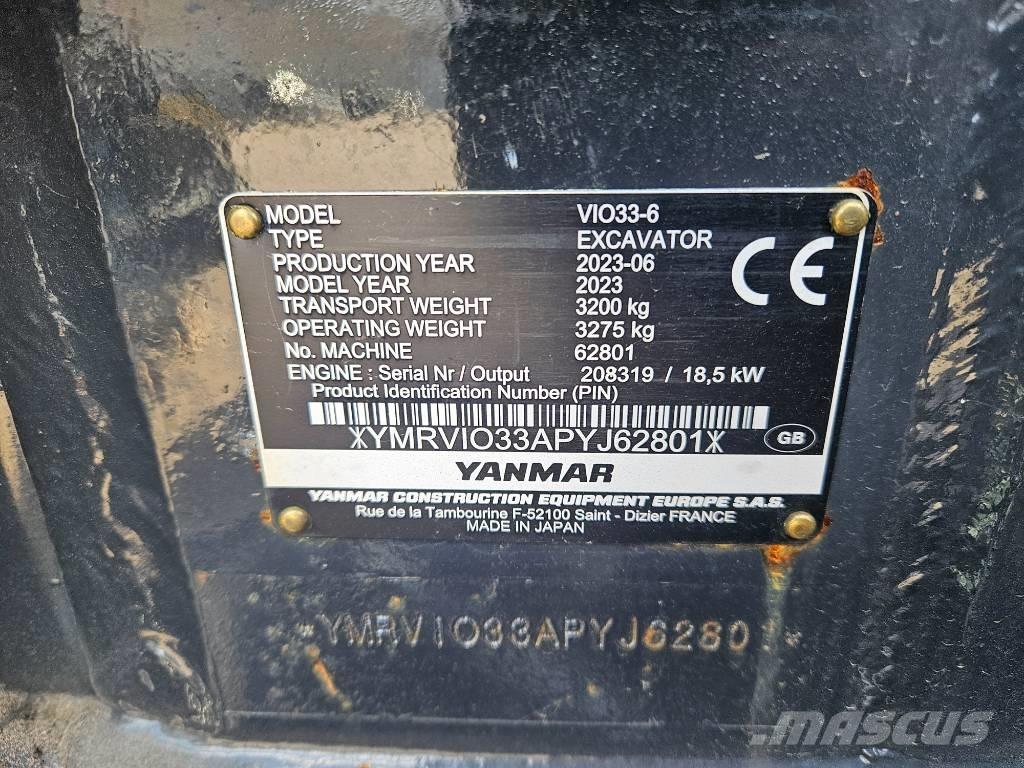 MODEL VIO33-6
TYPE EXCAVATOR
PRODUCTION YEAR 2023-06
MODEL YEAR 2023
TRANSPORT WEIGHT 3200 kg
OPERATING WEIGHT 3275 kg
No. MACHINE 62801
ENGINE : Serial Nr / Output 208319 / 18,5 kW
Product Identification Number (PIN)
*YMRVIO33APYJ62801*
GB
CE
YANMAR
YANMAR CONSTRUCTION EQUIPMENT EUROPE S.A.S.
Rue de la Tambourine F-52100 Saint - Dizier FRANCE
MADE IN JAPAN
*YMRVIO33APYJ62801*
MASCUS